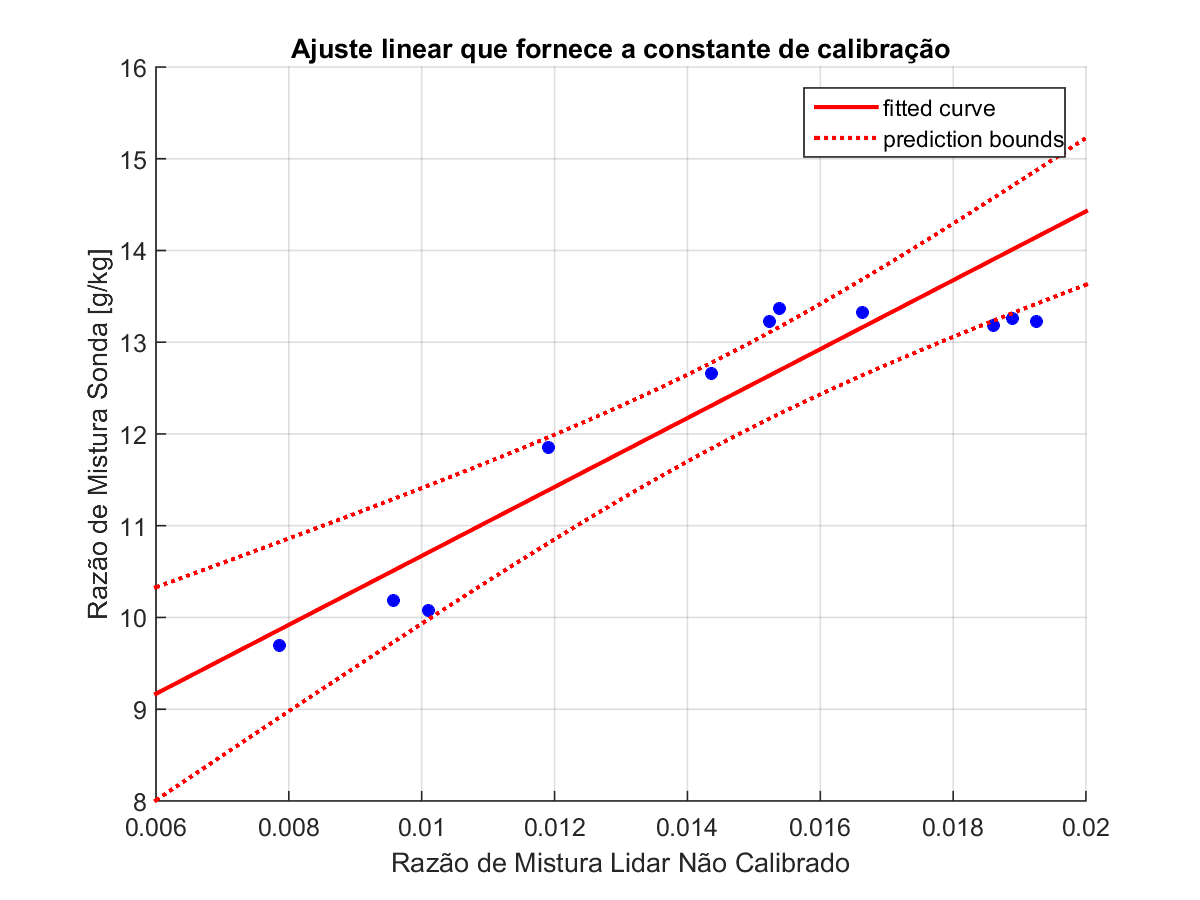 Ajuste linear que fornece a constante de calibração
fitted curve
prediction bounds
16
15
14
13
12
11
10
9
8
Razão de Mistura Sonda [g/kg]
0.006 0.008 0.01 0.012 0.014 0.016 0.018 0.02
Razão de Mistura Lidar Não Calibrado